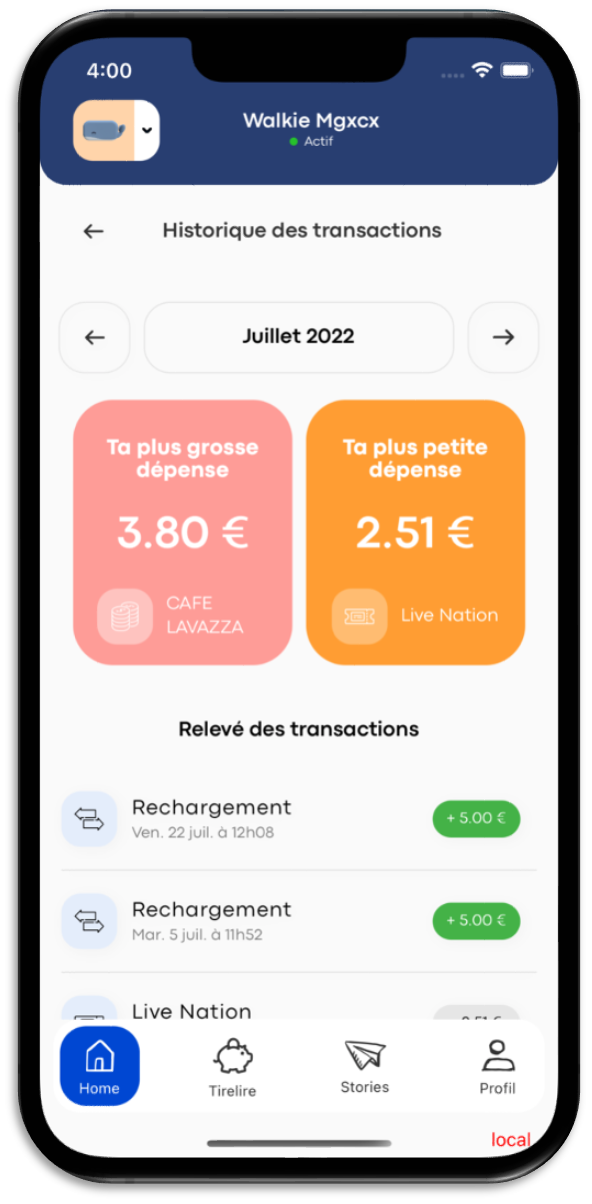 4:00
Walkie Mgxcx
Actif
Historique des transactions
Juillet 2022
Ta plus grosse
dépense
3.80 €
CAFE
LAVAZZA
Ta plus petite
dépense
2.51 €
Live Nation
Relevé des transactions
Rechargement
Ven. 22 juil. à 12h08
+ 5.00 €
Rechargement
Mar. 5 juil. à 11h52
+ 5.00 €
Live Nation
Home
Tirelire
Stories
Profil
local